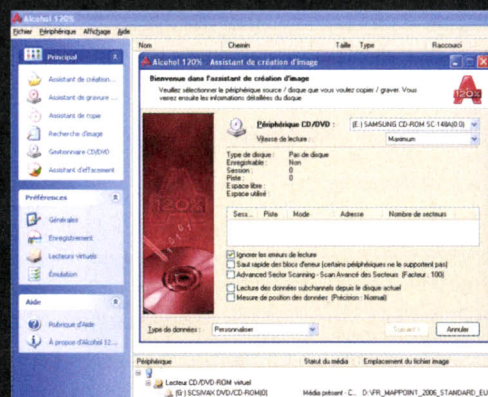 Alcohol 120%
Fichier Périphérique Affichage Aide
Principal
Assistant de création...
Assistant de gravure ...
Assistant de copie
Recherche d'image
Gestionnaire CD/DVD
Assistant d'effacement
Préférences
Générales
Enregistrement
Lecteurs virtuels
Émulation
Aide
Rubrique d'Aide
À propos d'Alcohol 12...
Nom Chemin Taille Type Raccourci
Alcohol 120% Assistant de création d'image
Bienvenue dans l'assistant de création d'image
Veuillez sélectionner le périphérique source / disque que vous voulez copier / graver. Vous
verrez ensuite les informations détaillées du disque
120%
Périphérique CD/DVD : (E:) SAMSUNG CD-ROM SC-148A(0:0)
Vitesse de lecture : Maximum
Type de disque : Pas de disque
Enregistrable : Non
Session : 0
Piste : 0
Espace libre :
Espace utilisé :
Sess... Piste Mode Adresse Nombre de secteurs
Ignorer les erreurs de lecture
Saut rapide des blocs d'erreur (certains périphériques ne le supportent pas)
Advanced Sector Scanning - Scan Avancé des Secteurs (Facteur : 100)
Lecture des données subchannels depuis le disque actuel
Mesure de position des données (Précision : Normal)
Type de données : Personnaliser
Suivant > Annuler
Périphérique Statut du média Emplacement du fichier image
Lecteur CD/DVD-ROM virtuel
(G:) SCSIVAX DVD/CD-ROM(0) Média présent - C... D:\FR_MAPPOINT_2006_STANDARD_EU